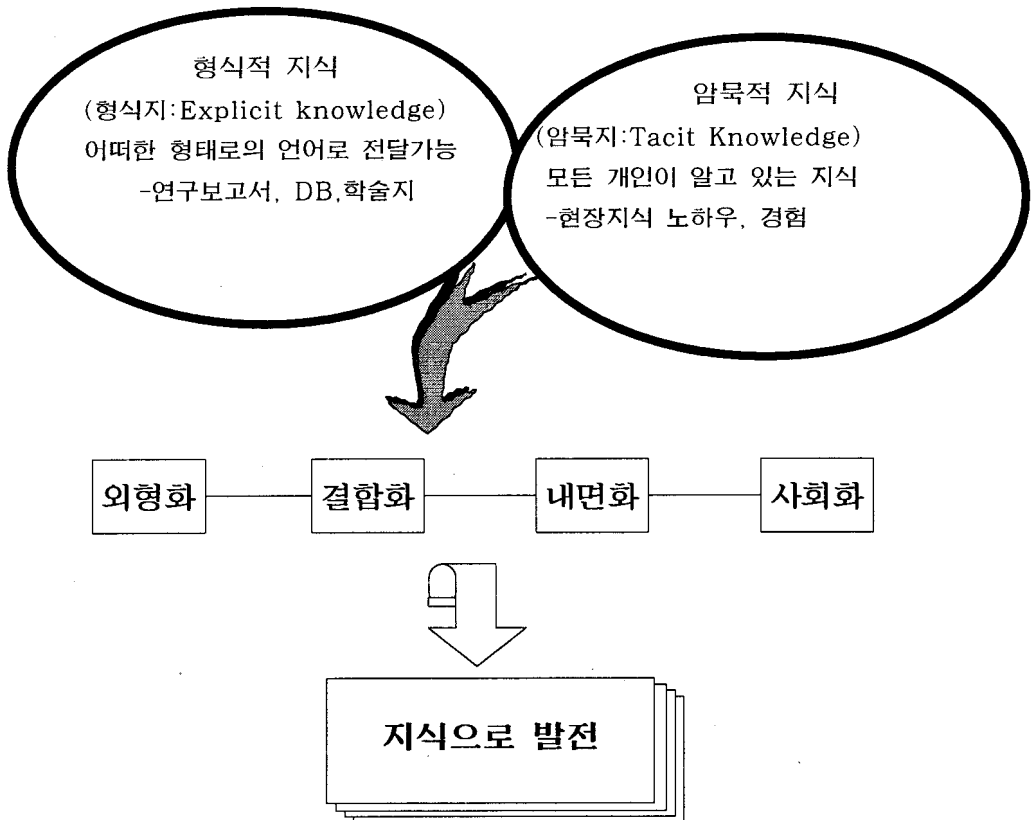 형식적 지식
(형식지:Explicit knowledge)
어떠한 형태로의 언어로 전달가능
-연구보고서, DB,학술지
암묵적 지식
(암묵지:Tacit Knowledge)
모든 개인이 알고 있는 지식
-현장지식 노하우, 경험
외형화 결합화 내면화 사회화
지식으로 발전